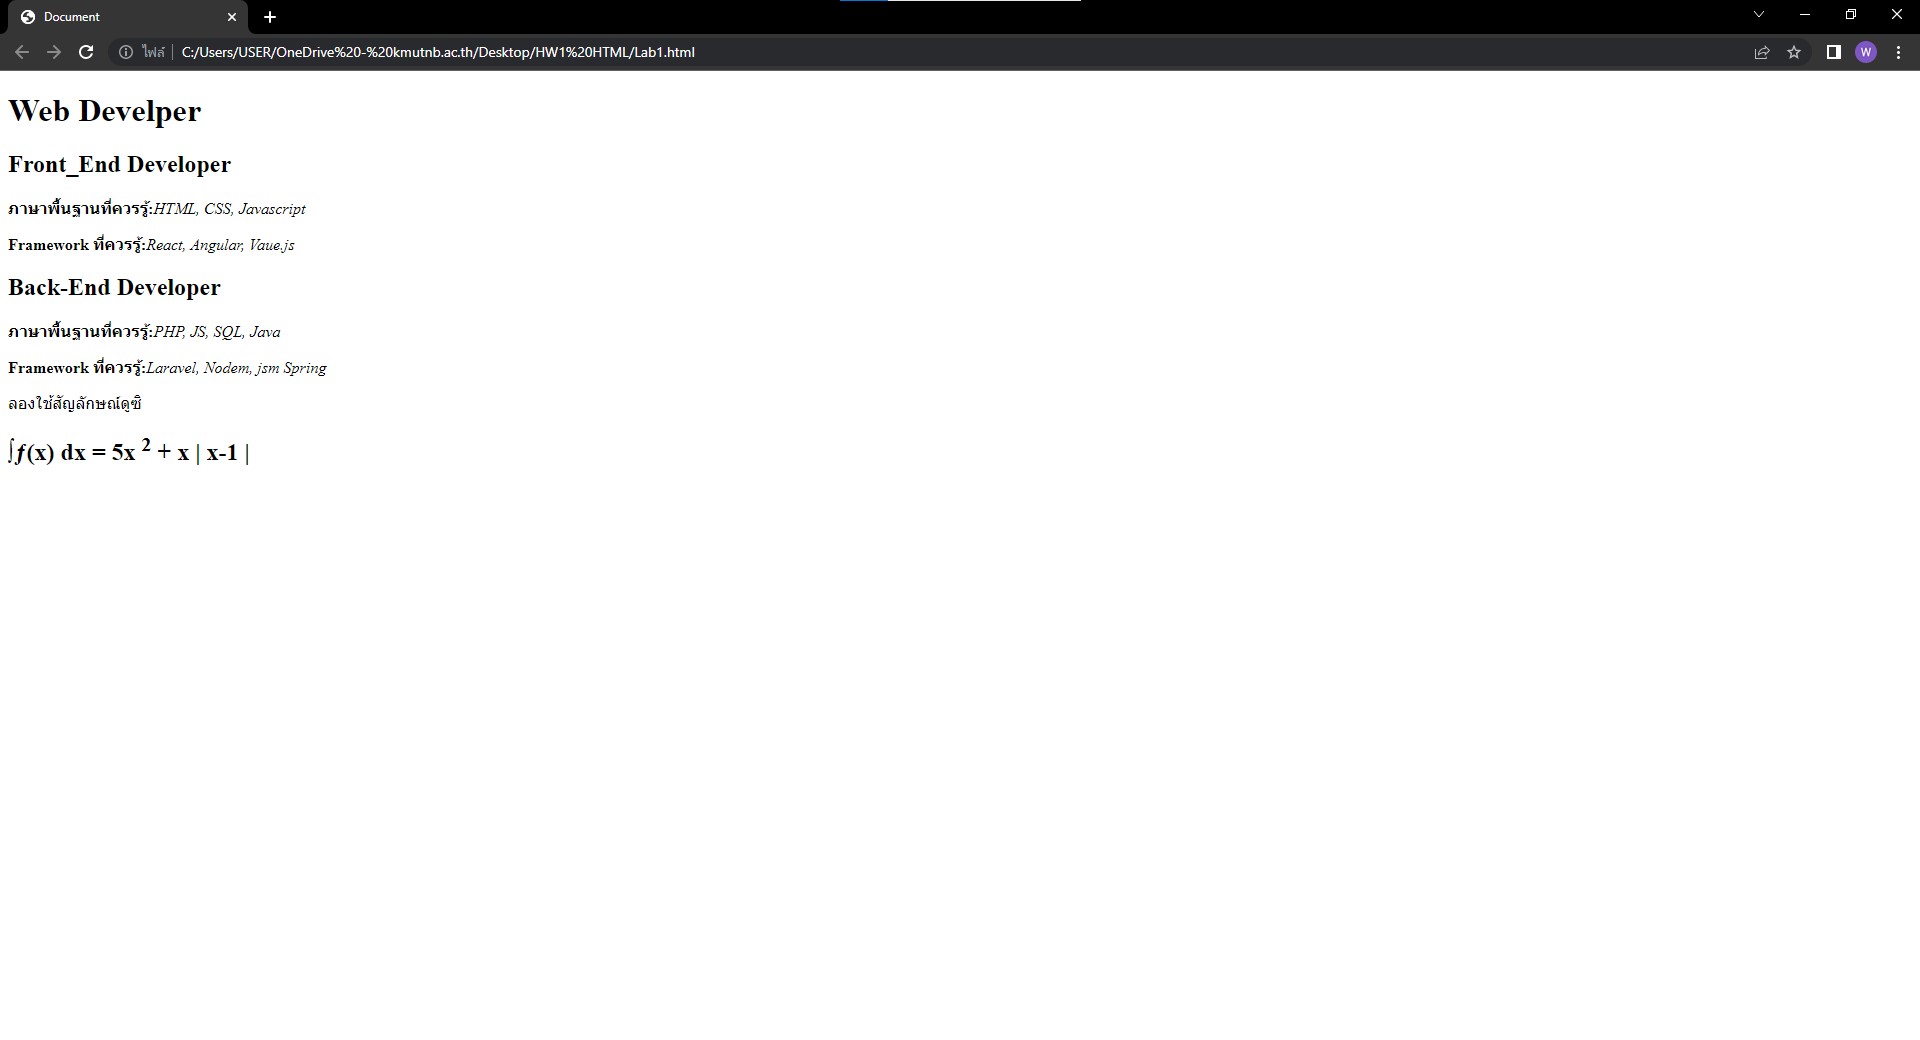 Document
ไฟล์ C:/Users/USER/OneDrive%20-%20kmutnb.ac.th/Desktop/HW1%20HTML/Lab1.html
W
Web Develper
Front_End Developer
ภาษาพื้นฐานที่ควรรู้:HTML, CSS, Javascript
Framework ที่ควรรู้:React, Angular, Vaue.js
Back-End Developer
ภาษาพื้นฐานที่ควรรู้:PHP, JS, SQL, Java
Framework ที่ควรรู้:Laravel, Nodem, jsm Spring
ลองใช้สัญลักษณ์ดูซิ
∫ƒ(x) dx = 5x ² + x | x-1 |